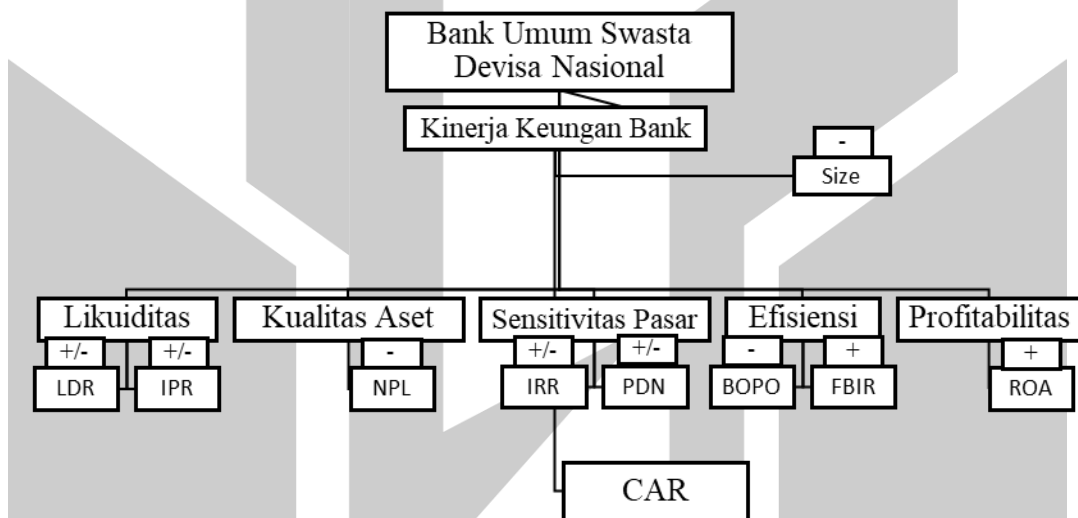 Bank Umum Swasta
Devisa Nasional
Kinerja Keungan Bank
-
Size
Likuiditas
Kualitas Aset
Sensitivitas Pasar
Efisiensi
Profitabilitas
+/-
+/-
-
+/-
+/-
-
+
+
LDR
IPR
NPL
IRR
PDN
BOPO
FBIR
ROA
CAR